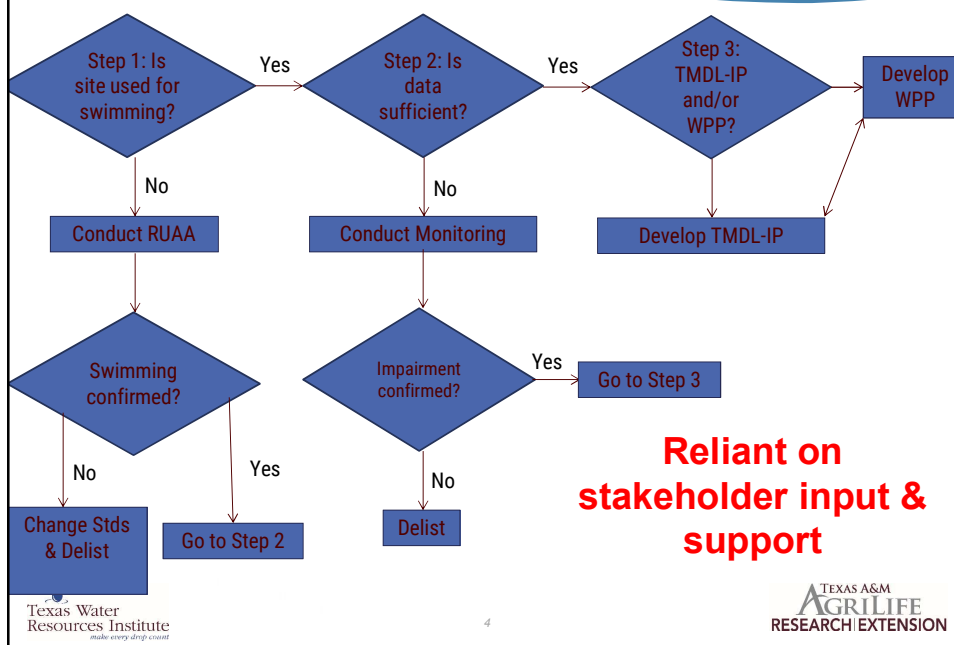 Step 1: Is
site used for
swimming?
Yes
Step 2: Is
data
sufficient?
Yes
Step 3:
TMDL-IP
and/or
WPP?
Develop
WPP
No
No
Conduct RUAA
Conduct Monitoring
Develop TMDL-IP
Swimming
confirmed?
Impairment
confirmed?
Yes
Go to Step 3
No
Yes
No
Change Stds
& Delist
Go to Step 2
Delist
Reliant on
stakeholder input &
support
Texas Water
Resources Institute
make every drop count
4
TEXAS A&M
AGRILIFE
RESEARCH | EXTENSION